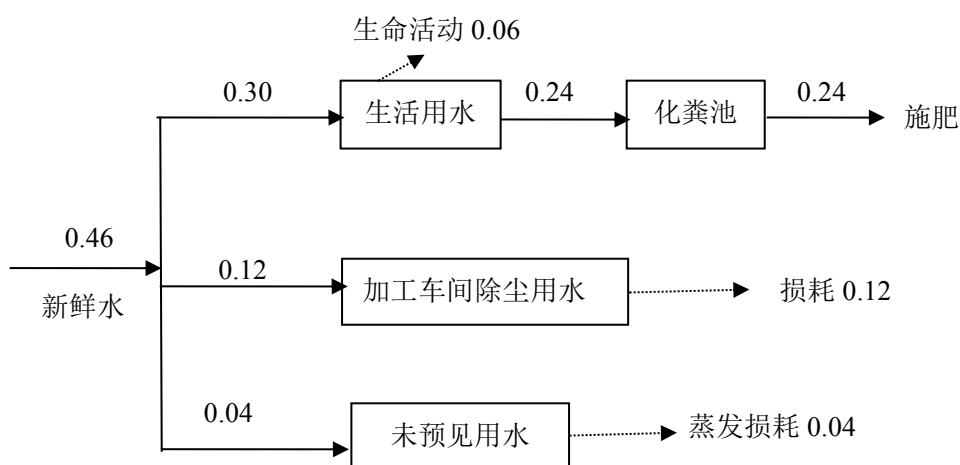 生命活动 0.06
0.30
生活用水
0.24
化粪池
0.24
施肥
0.46
新鲜水
0.12
加工车间除尘用水
损耗 0.12
0.04
未预见用水
蒸发损耗 0.04